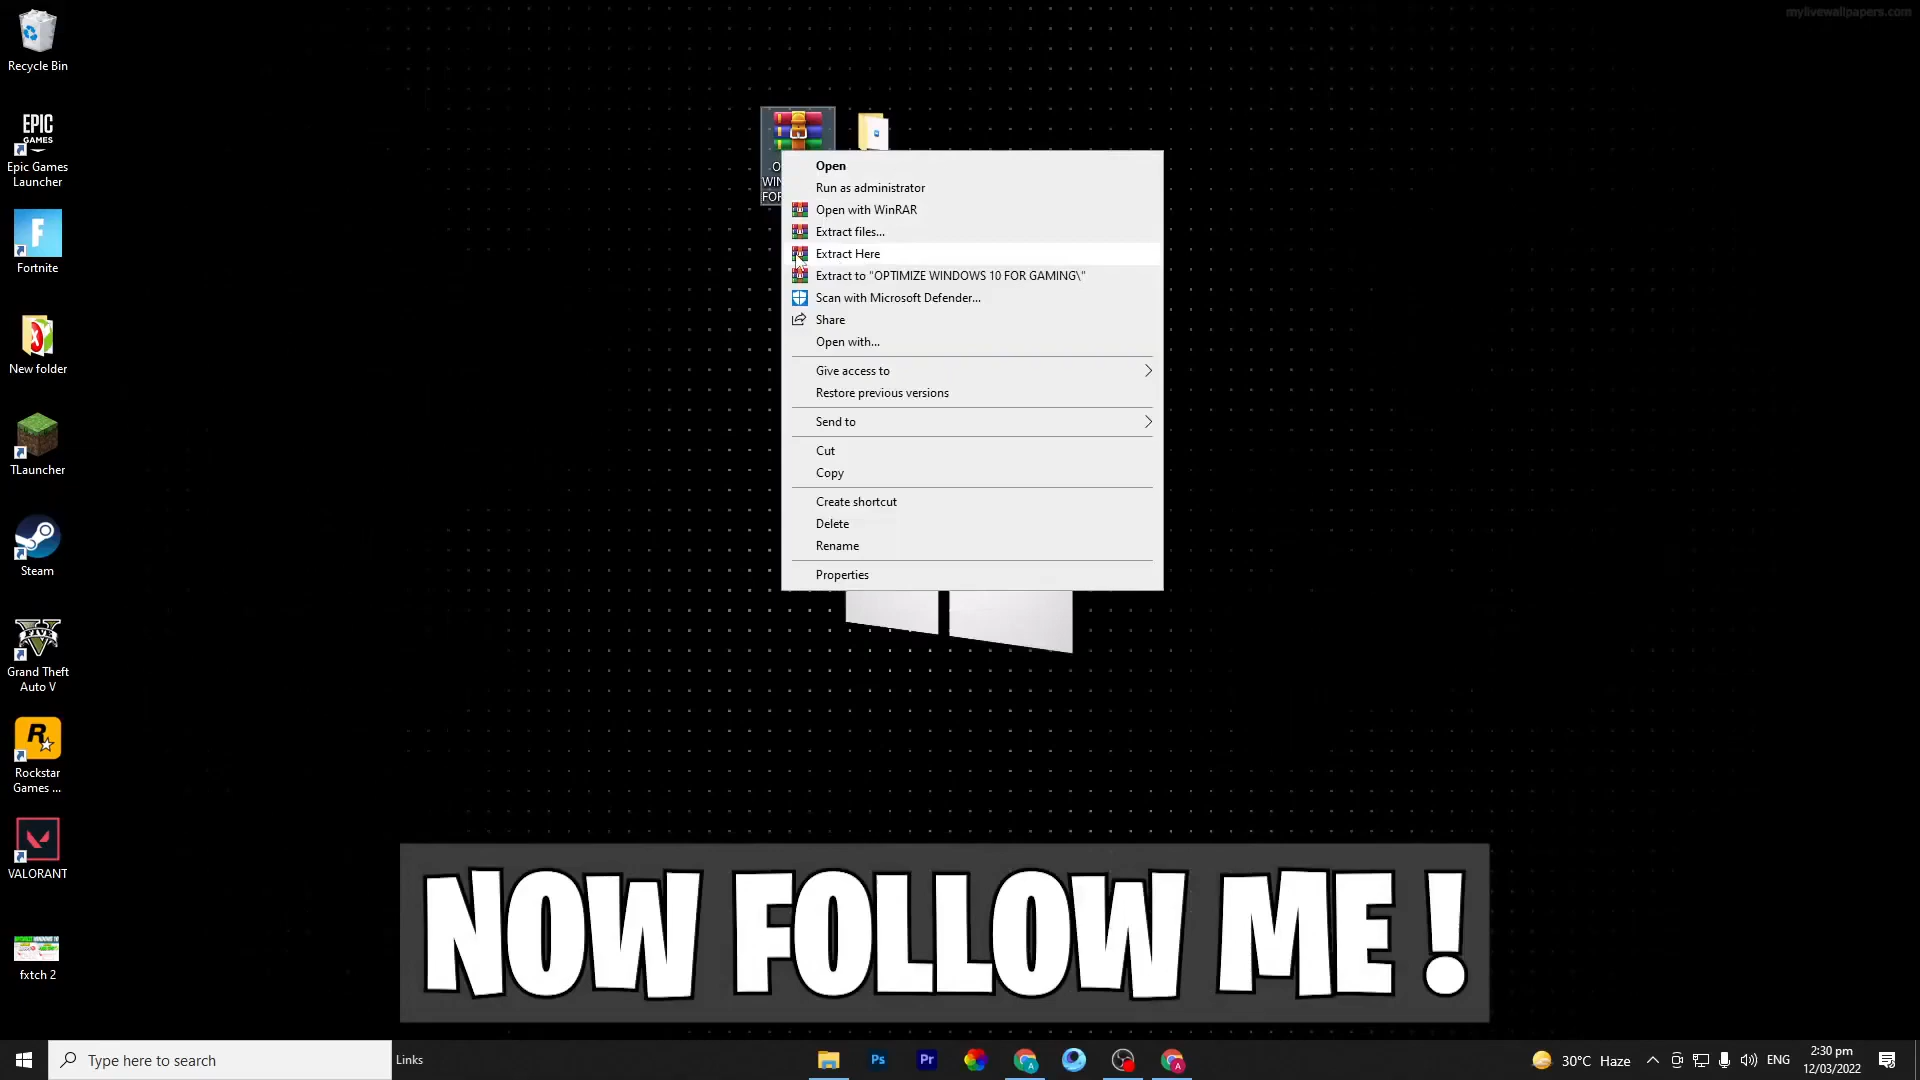 mylivewallpapers.com
Recycle Bin
EPIC
GAMES
Epic Games
Launcher
Fortnite
New folder
TLauncher
Steam
FIVE
Grand Theft
Auto V
Rockstar
Games ...
VALORANT
fxtch 2
Open
Run as administrator
Open with WinRAR
Extract files...
Extract Here
Extract to "OPTIMIZE WINDOWS 10 FOR GAMING\"
Scan with Microsoft Defender...
Share
Open with...
Give access to
Restore previous versions
Send to
Cut
Copy
Create shortcut
Delete
Rename
Properties
NOW FOLLOW ME !
Type here to search
Links
Ps
Pr
30°C Haze
ENG
2:30 pm
12/03/2022